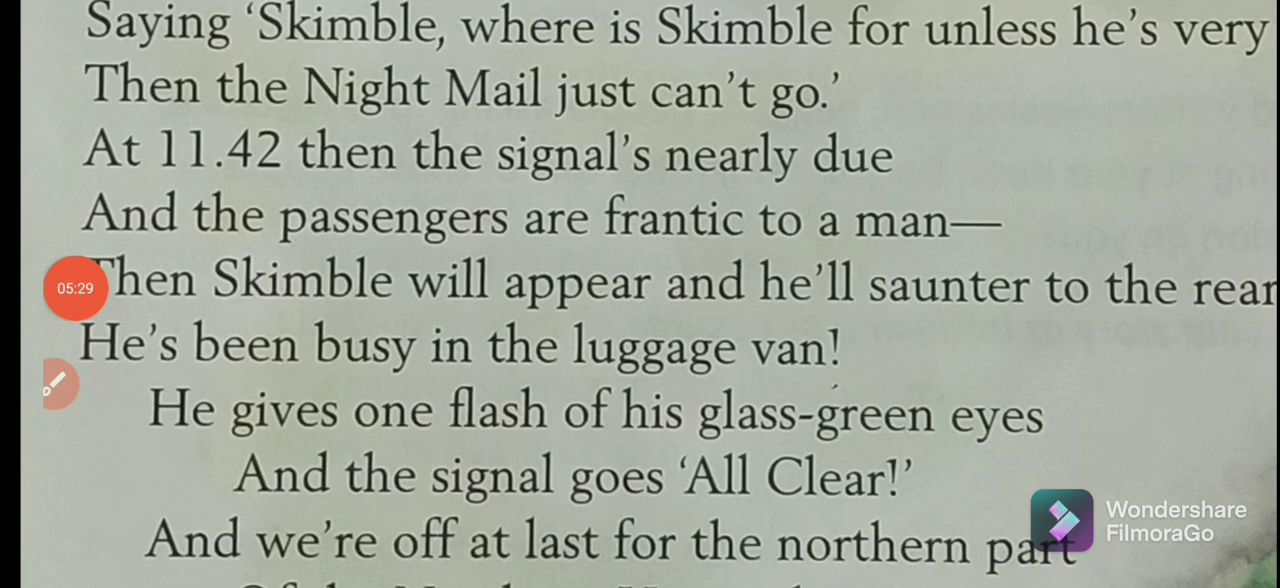 Saying ‘Skimble, where is Skimble for unless he’s very
Then the Night Mail just can’t go.’
At 11.42 then the signal’s nearly due
And the passengers are frantic to a man—
Then Skimble will appear and he’ll saunter to the rear
05:29
He’s been busy in the luggage van!
He gives one flash of his glass-green eyes
And the signal goes ‘All Clear!’
Wondershare
FilmoraGo
And we’re off at last for the northern part